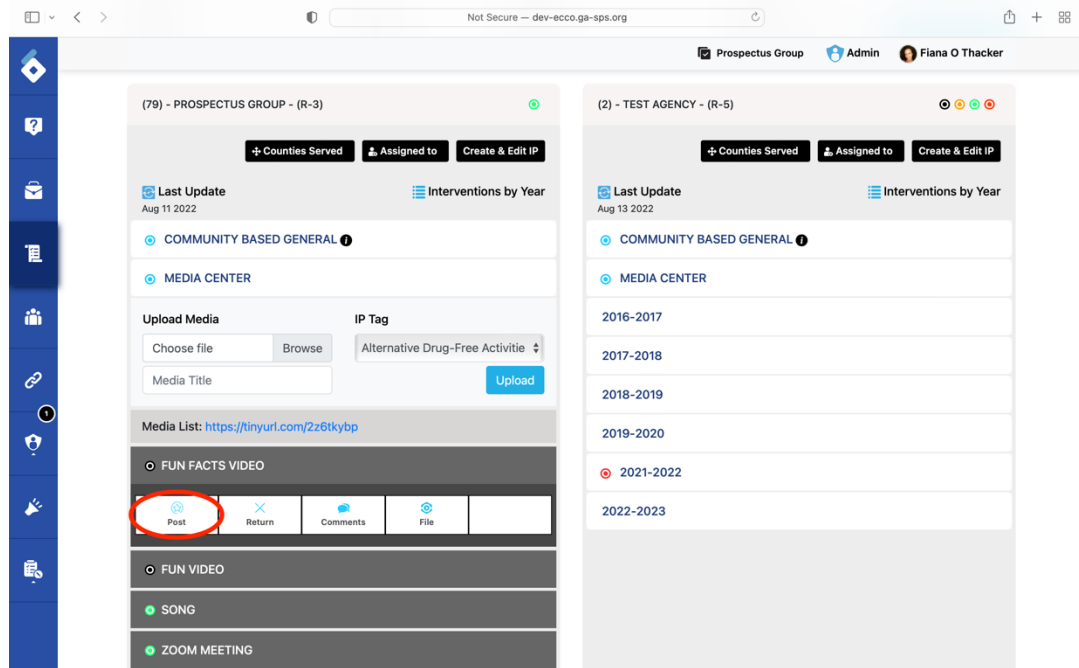 Not Secure — dev-ecco.ga-sps.org
Prospectus Group
Admin
Fiana O Thacker
(79) - PROSPECTUS GROUP - (R-3)
Counties Served
Assigned to
Create & Edit IP
Last Update
Interventions by Year
Aug 11 2022
COMMUNITY BASED GENERAL
MEDIA CENTER
Upload Media
IP Tag
Choose file
Browse
Alternative Drug-Free Activitie
Media Title
Upload
Media List: https://tinyurl.com/2z6tkybp
FUN FACTS VIDEO
Post
Return
Comments
File
FUN VIDEO
SONG
ZOOM MEETING
(2) - TEST AGENCY - (R-5)
Counties Served
Assigned to
Create & Edit IP
Last Update
Interventions by Year
Aug 13 2022
COMMUNITY BASED GENERAL
MEDIA CENTER
2016-2017
2017-2018
2018-2019
2019-2020
2021-2022
2022-2023
1